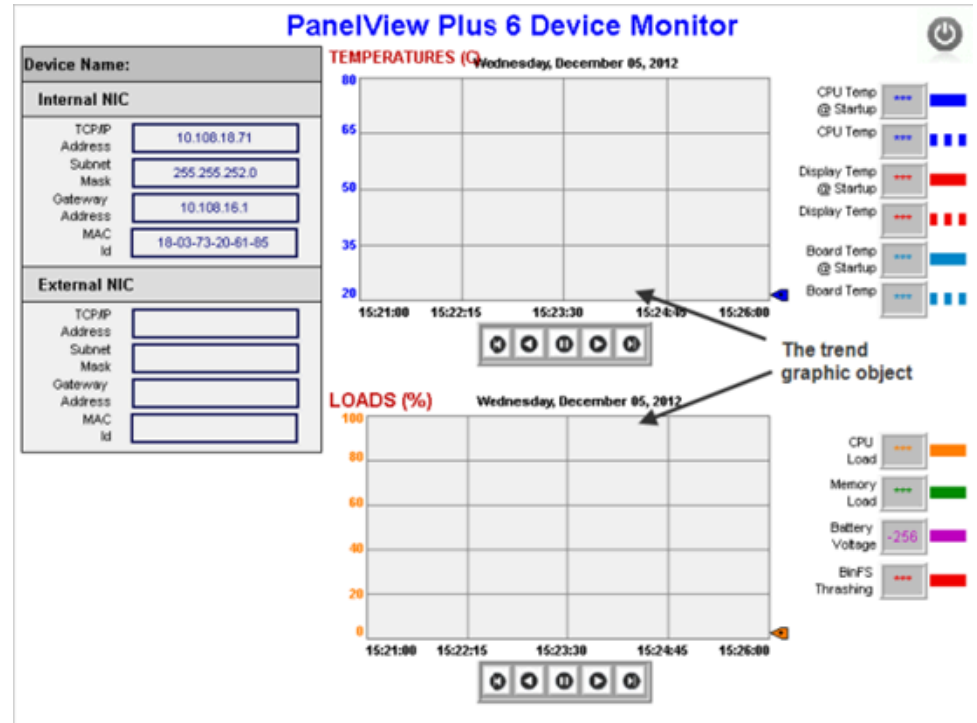 PanelView Plus 6 Device Monitor
Device Name:
Internal NIC
TCP/IP
Address
10.108.18.71
Subnet
Mask
255.255.252.0
Gateway
Address
10.108.16.1
MAC
Id
18-03-73-20-61-85
External NIC
TCP/IP
Address
Subnet
Mask
Gateway
Address
MAC
Id
TEMPERATURES (C)
Wednesday, December 05, 2012
80
65
50
35
20
15:21:00 15:22:15 15:23:30 15:24:45 15:26:00
CPU Temp
@ Startup
***
CPU Temp
***
Display Temp
@ Startup
***
Display Temp
***
Board Temp
@ Startup
***
Board Temp
***
The trend
graphic object
LOADS (%)
Wednesday, December 05, 2012
100
80
60
40
20
0
15:21:00 15:22:15 15:23:30 15:24:45 15:26:00
CPU
Load
***
Memory
Load
***
Battery
Voltage
-256
BinFS
Thrashing
***